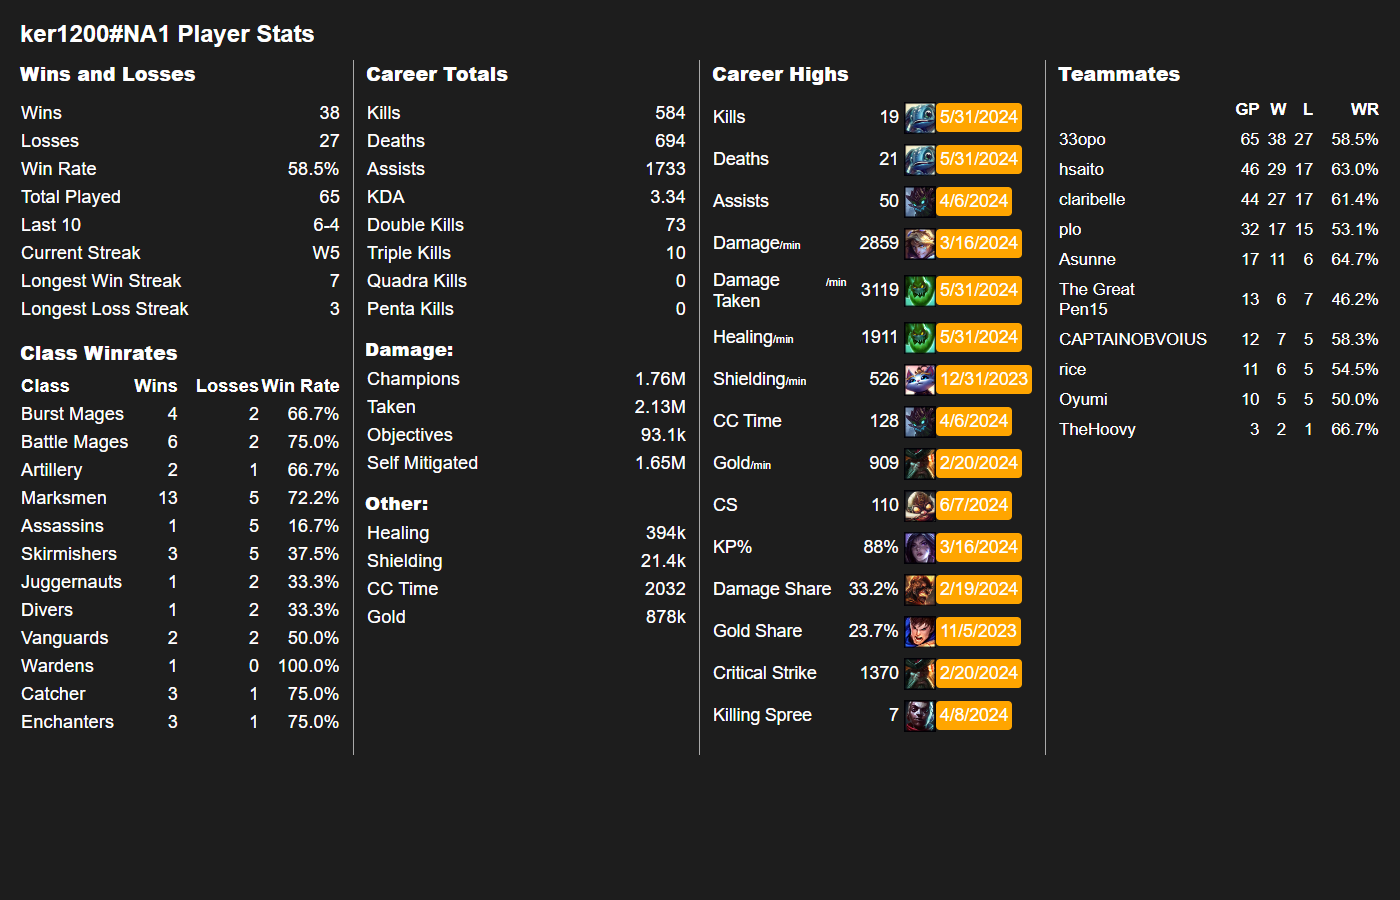 ker1200#NA1 Player Stats
Wins and Losses
Wins 38
Losses 27
Win Rate 58.5%
Total Played 65
Last 10 6-4
Current Streak W5
Longest Win Streak 7
Longest Loss Streak 3
Class Winrates
Class Wins Losses Win Rate
Burst Mages 4 2 66.7%
Battle Mages 6 2 75.0%
Artillery 2 1 66.7%
Marksmen 13 5 72.2%
Assassins 1 5 16.7%
Skirmishers 3 5 37.5%
Juggernauts 1 2 33.3%
Divers 1 2 33.3%
Vanguards 2 2 50.0%
Wardens 1 0 100.0%
Catcher 3 1 75.0%
Enchanters 3 1 75.0%
Career Totals
Kills 584
Deaths 694
Assists 1733
KDA 3.34
Double Kills 73
Triple Kills 10
Quadra Kills 0
Penta Kills 0
Damage:
Champions 1.76M
Taken 2.13M
Objectives 93.1k
Self Mitigated 1.65M
Other:
Healing 394k
Shielding 21.4k
CC Time 2032
Gold 878k
Career Highs
Kills 19 5/31/2024
Deaths 21 5/31/2024
Assists 50 4/6/2024
Damage/min 2859 3/16/2024
Damage /min 3119 5/31/2024
Taken
Healing/min 1911 5/31/2024
Shielding/min 526 12/31/2023
CC Time 128 4/6/2024
Gold/min 909 2/20/2024
CS 110 6/7/2024
KP% 88% 3/16/2024
Damage Share 33.2% 2/19/2024
Gold Share 23.7% 11/5/2023
Critical Strike 1370 2/20/2024
Killing Spree 7 4/8/2024
Teammates
GP W L WR
33opo 65 38 27 58.5%
hsaito 46 29 17 63.0%
claribelle 44 27 17 61.4%
plo 32 17 15 53.1%
Asunne 17 11 6 64.7%
The Great
Pen15 13 6 7 46.2%
CAPTAINOBVOIUS 12 7 5 58.3%
rice 11 6 5 54.5%
Oyumi 10 5 5 50.0%
TheHoovy 3 2 1 66.7%